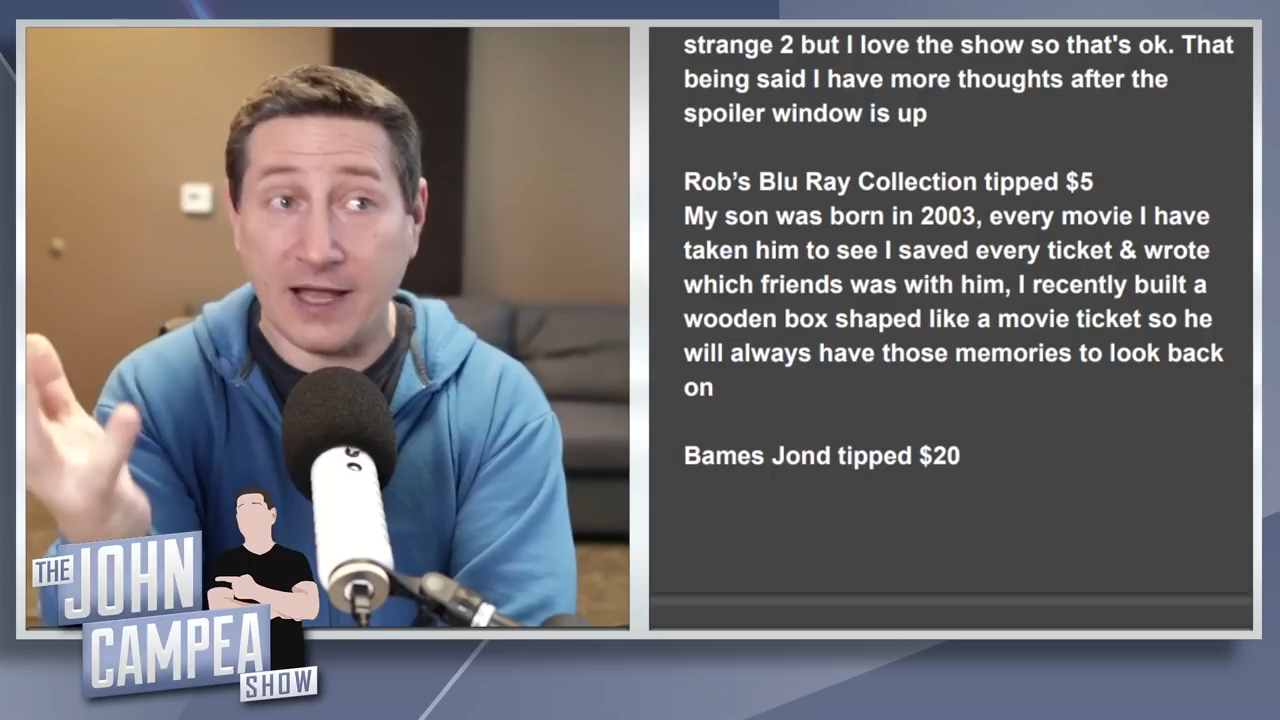 strange 2 but I love the show so that's ok. That
being said I have more thoughts after the
spoiler window is up
Rob’s Blu Ray Collection tipped $5
My son was born in 2003, every movie I have
taken him to see I saved every ticket & wrote
which friends was with him, I recently built a
wooden box shaped like a movie ticket so he
will always have those memories to look back
on
Bames Jond tipped $20
THE
JOHN
CAMPEA
SHOW